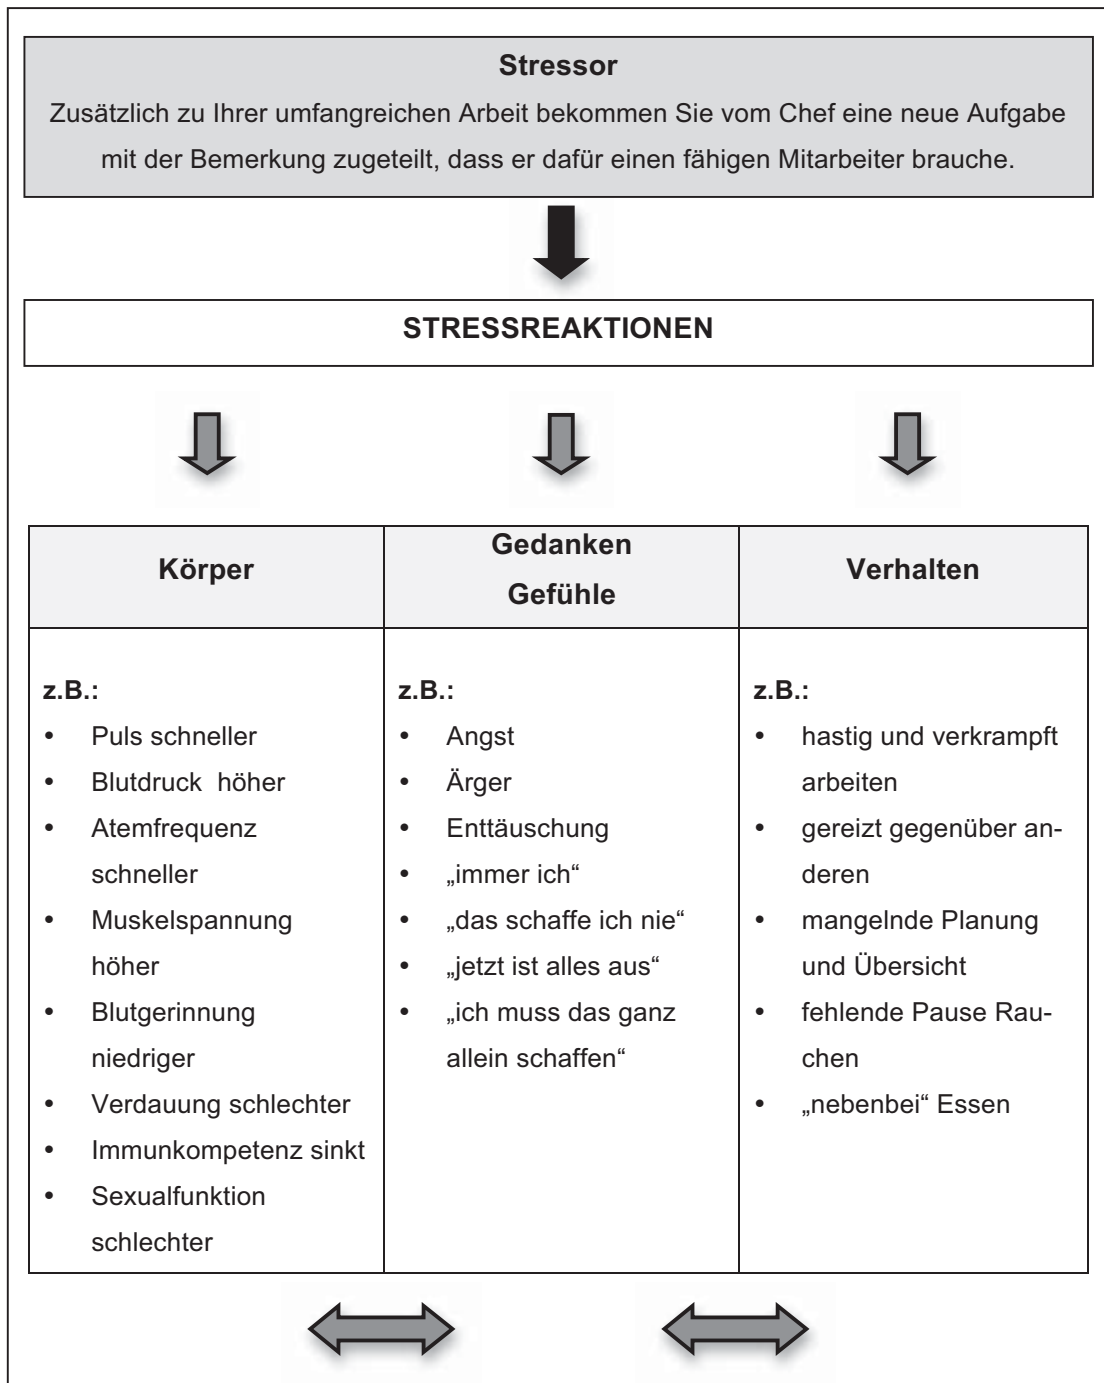 Stressor
Zusätzlich zu Ihrer umfangreichen Arbeit bekommen Sie vom Chef eine neue Aufgabe
mit der Bemerkung zugeteilt, dass er dafür einen fähigen Mitarbeiter brauche.
STRESSREAKTIONEN
Körper
z.B.:
• Puls schneller
• Blutdruck höher
• Atemfrequenz
schneller
• Muskelspannung
höher
• Blutgerinnung
niedriger
• Verdauung schlechter
• Immunkompetenz sinkt
• Sexualfunktion
schlechter
Gedanken
Gefühle
z.B.:
• Angst
• Ärger
• Enttäuschung
• „immer ich“
• „das schaffe ich nie“
• „jetzt ist alles aus“
• „ich muss das ganz
allein schaffen“
Verhalten
z.B.:
• hastig und verkrampft
arbeiten
• gereizt gegenüber an-
deren
• mangelnde Planung
und Übersicht
• fehlende Pause Rau-
chen
• „nebenbei“ Essen